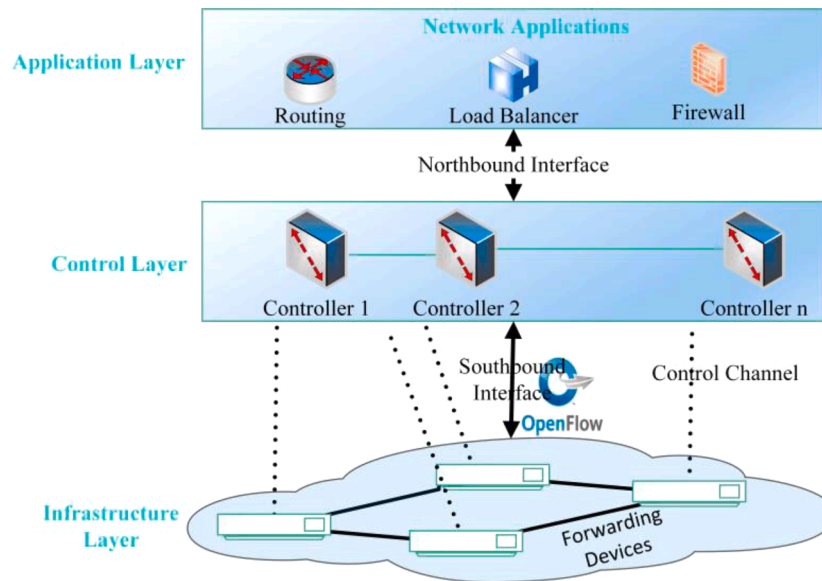 Network Applications
Application Layer
Routing
Load Balancer
Firewall
Northbound Interface
Control Layer
Controller 1
Controller 2
Controller n
Southbound
Interface
Control Channel
OpenFlow
Infrastructure
Layer
Forwarding
Devices